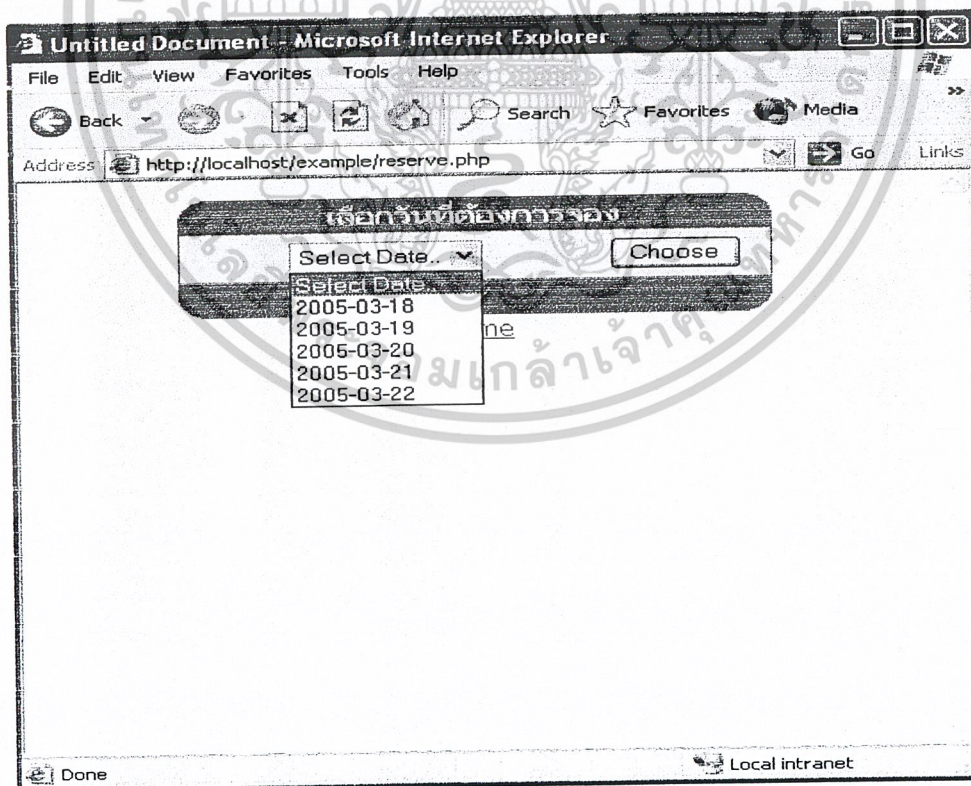 Untitled Document - Microsoft Internet Explorer
File Edit View Favorites Tools Help
Back Search Favorites Media
Address http://localhost/example/reserve.php Go Links
เลือกวันที่ต้องการจอง
Select Date.. Choose
Select Date..
2005-03-18
2005-03-19
2005-03-20
2005-03-21
2005-03-22
me
Done Local intranet